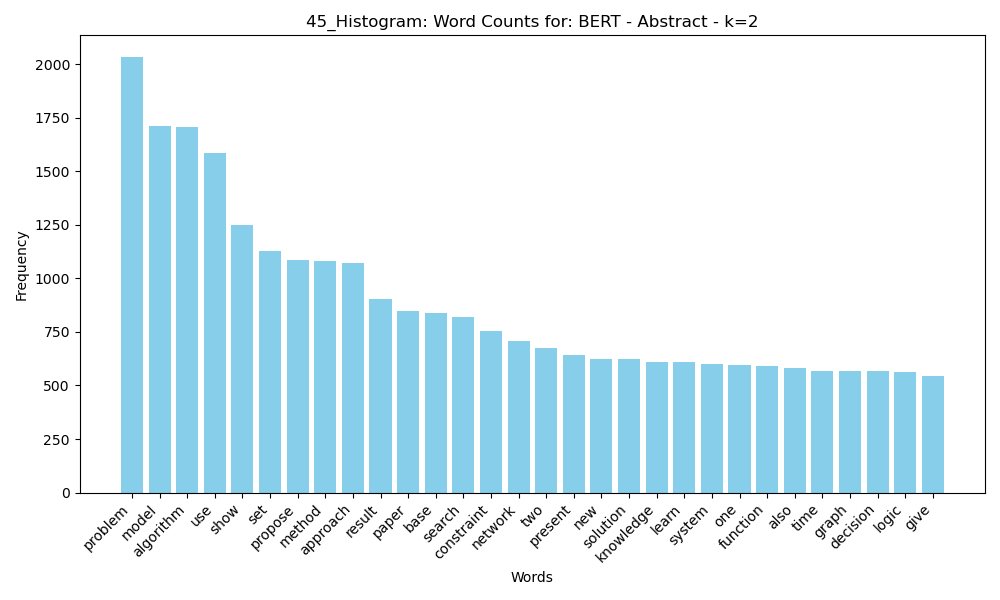 45_Histogram: Word Counts for: BERT - Abstract - k=2
Frequency
2000
1750
1500
1250
1000
750
500
250
0
problem
model
algorithm
use
show
set
propose
method
approach
result
paper
base
search
constraint
network
two
present
new
solution
knowledge
learn
system
one
function
also
time
graph
decision
logic
give
Words